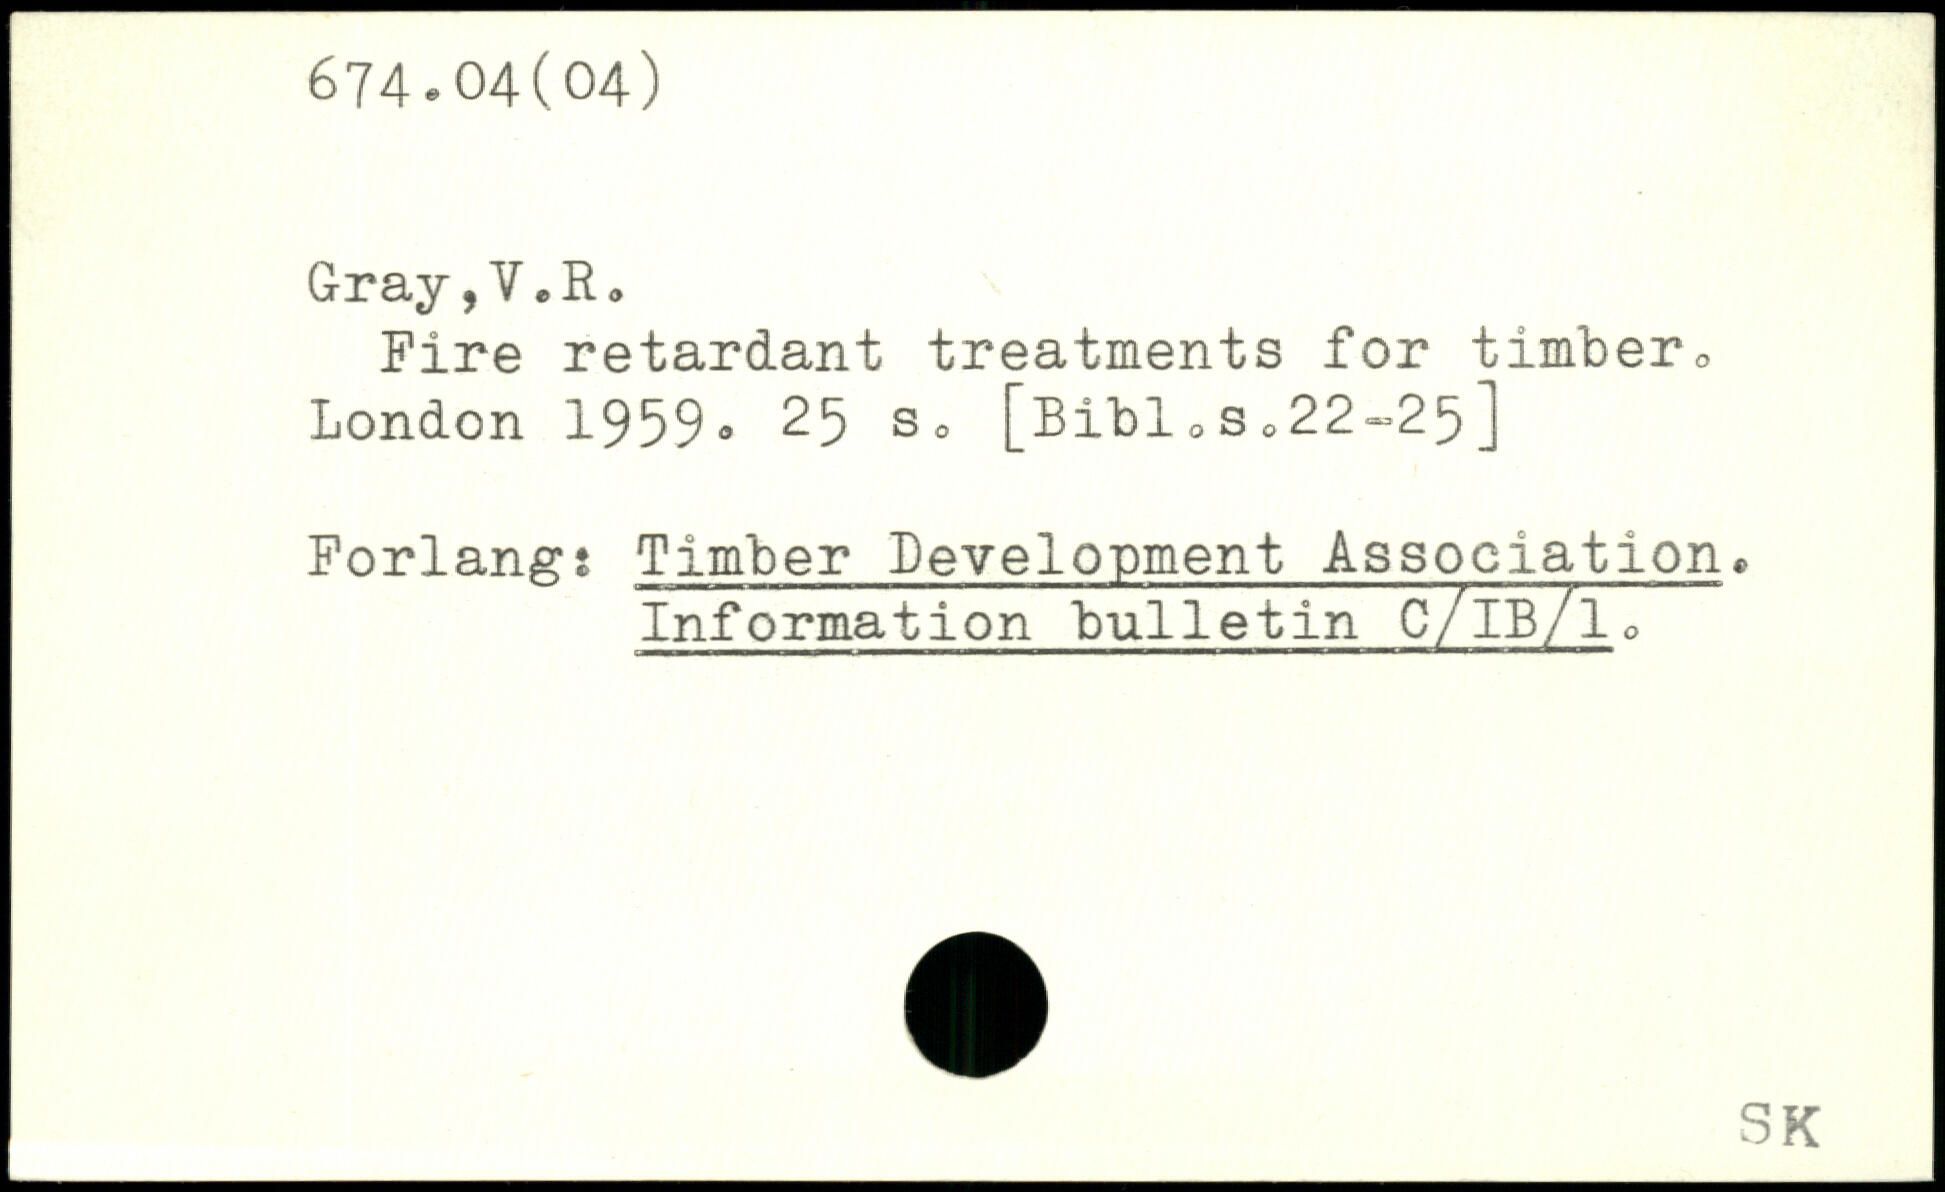 674.04(04)
Gray,V.R.
Fire retardant treatments for timber.
London 1959. 25 s. [Bibl.s.22-25]
Forlang: Timber Development Association.
Information bulletin C/IB/1.
SK